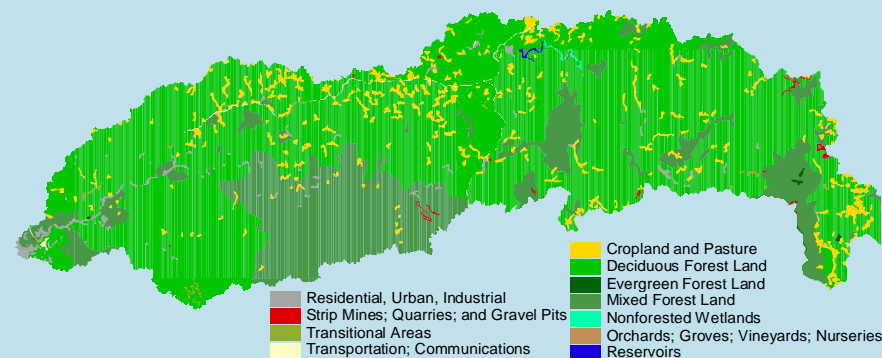 Residential, Urban, Industrial
Strip Mines; Quarries; and Gravel Pits
Transitional Areas
Transportation; Communications
Cropland and Pasture
Deciduous Forest Land
Evergreen Forest Land
Mixed Forest Land
Nonforested Wetlands
Orchards; Groves; Vineyards; Nurseries
Reservoirs